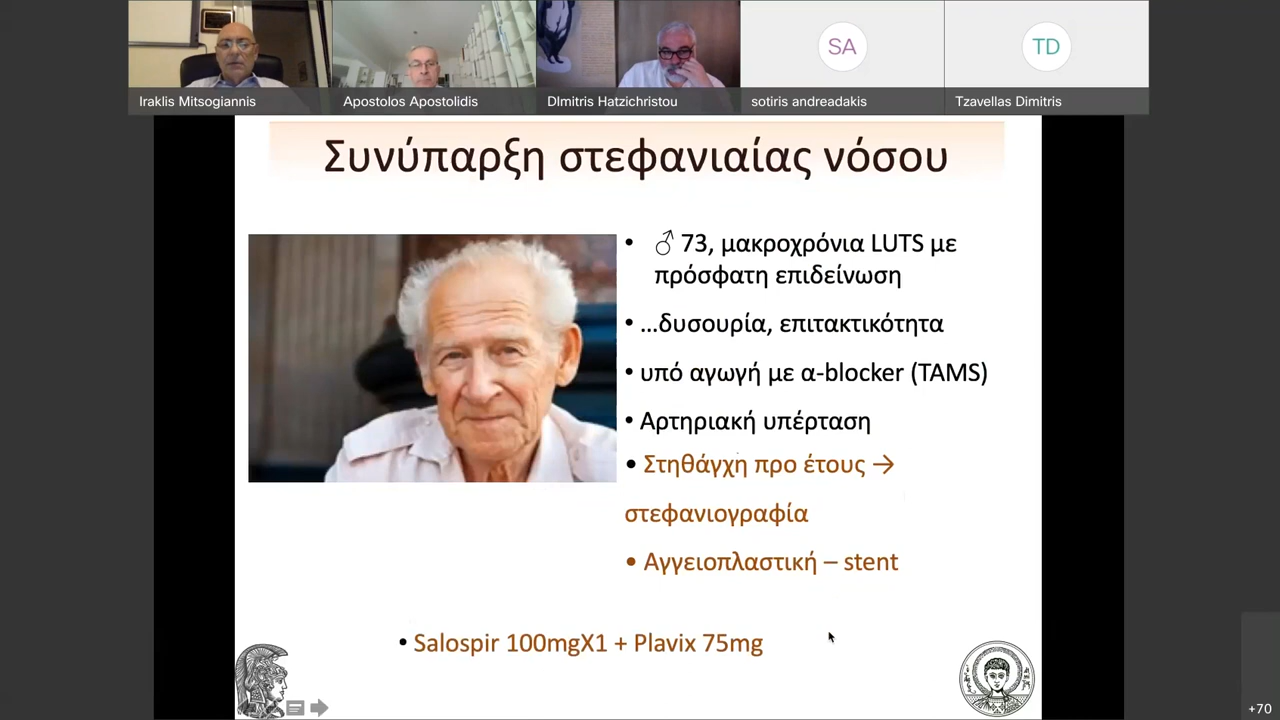 Iraklis Mitsogiannis
Apostolos Apostolidis
DImitris Hatzichristou
SA
sotiris andreadakis
TD
Tzavellas Dimitris
Συνύπαρξη στεφανιαίας νόσου
• ♂ 73, μακροχρόνια LUTS με
πρόσφατη επιδείνωση
• ...δυσουρία, επιτακτικότητα
• υπό αγωγή με α-blocker (TAMS)
• Αρτηριακή υπέρταση
• Στηθάγχη προ έτους →
στεφανιογραφία
• Αγγειοπλαστική – stent
• Salospir 100mgX1 + Plavix 75mg
+70